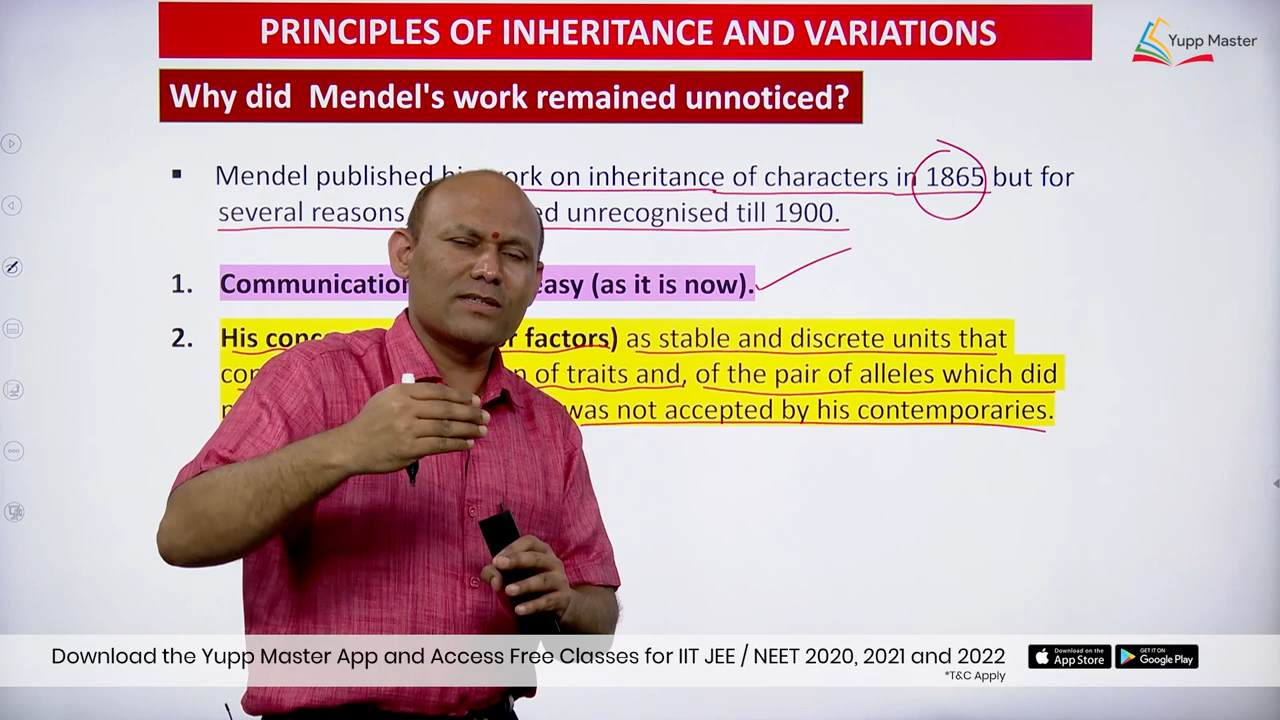 PRINCIPLES OF INHERITANCE AND VARIATIONS
Yupp Master
Why did Mendel's work remained unnoticed?
▪ Mendel published work on inheritance of characters in 1865 but for
several reasons unrecognised till 1900.
1. Communication easy (as it is now).
2. His factors) as stable and discrete units that
of traits and, of the pair of alleles which did
was not accepted by his contemporaries.
Download the Yupp Master App and Access Free Classes for IIT JEE / NEET 2020, 2021 and 2022
Download on the
App Store
GET IT ON
Google Play
*T&C Apply